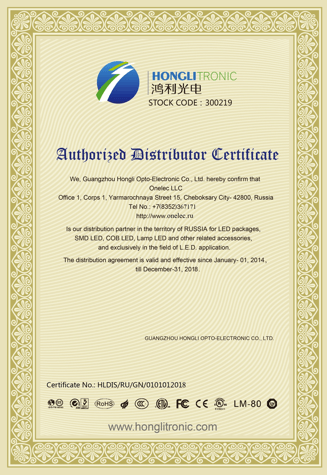 HONGLITRONIC
鸿利光电
STOCK CODE : 300219
Authorized Distributor Certificate
We, Guangzhou Hongli Opto-Electronic Co., Ltd. hereby confirm that
Onelec LLC
Office 1, Corps 1, Yarmarochnaya Street 15, Cheboksary City- 42800, Russia
Tel No.: +7(8352)367171
http://www.onelec.ru
Is our distribution partner in the territory of RUSSIA for LED packages,
SMD LED, COB LED, Lamp LED and other related accessories,
and exclusively in the field of L.E.D. application.
The distribution agreement is valid and effective since January- 01, 2014,
till December-31, 2018.
GUANGZHOU HONGLI OPTO-ELECTRONIC CO., LTD.
Certificate No.: HLDIS/RU/GN/0101012018
RoHS FC CE LM-80
www.honglitronic.com